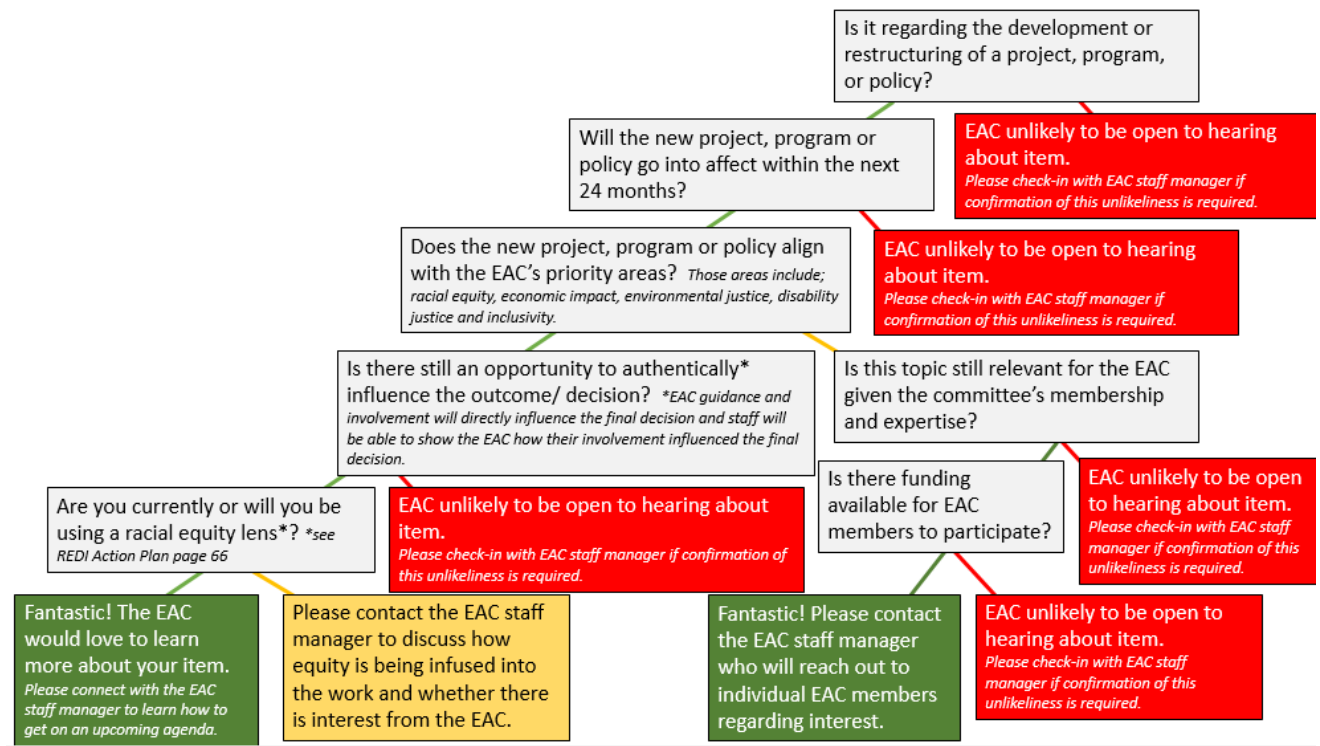 Is it regarding the development or
restructuring of a project, program,
or policy?
Will the new project, program or
policy go into affect within the next
24 months?
EAC unlikely to be open to hearing
about item.
Please check-in with EAC staff manager if
confirmation of this unlikeliness is required.
Does the new project, program or policy align
with the EAC’s priority areas? Those areas include;
racial equity, economic impact, environmental justice, disability
justice and inclusivity.
EAC unlikely to be open to hearing
about item.
Please check-in with EAC staff manager if
confirmation of this unlikeliness is required.
Is there still an opportunity to authentically*
influence the outcome/ decision? *EAC guidance and
involvement will directly influence the final decision and staff will
be able to show the EAC how their involvement influenced the final
decision.
Is this topic still relevant for the EAC
given the committee’s membership
and expertise?
Are you currently or will you be
using a racial equity lens*? *see
REDI Action Plan page 66
EAC unlikely to be open to hearing about
item.
Please check-in with EAC staff manager if confirmation of
this unlikeliness is required.
Is there funding
available for EAC
members to participate?
EAC unlikely to be open
to hearing about item.
Please check-in with EAC staff
manager if confirmation of this
unlikeliness is required.
Fantastic! The EAC
would love to learn
more about your item.
Please connect with the EAC
staff manager to learn how to
get on an upcoming agenda.
Please contact the EAC staff
manager to discuss how
equity is being infused into
the work and whether there
is interest from the EAC.
Fantastic! Please contact
the EAC staff manager
who will reach out to
individual EAC members
regarding interest.
EAC unlikely to be open to
hearing about item.
Please check-in with EAC staff
manager if confirmation of this
unlikeliness is required.